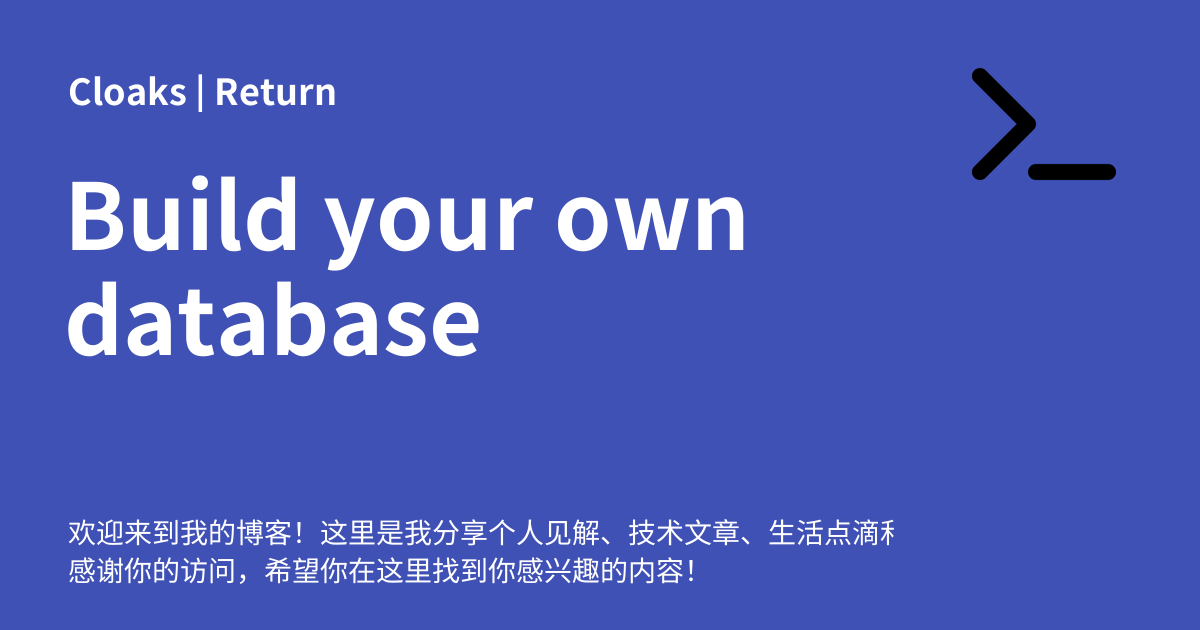 Cloaks | Return
Build your own
database
欢迎来到我的博客！这里是我分享个人见解、技术文章、生活点滴
感谢你的访问，希望你在这里找到你感兴趣的内容！